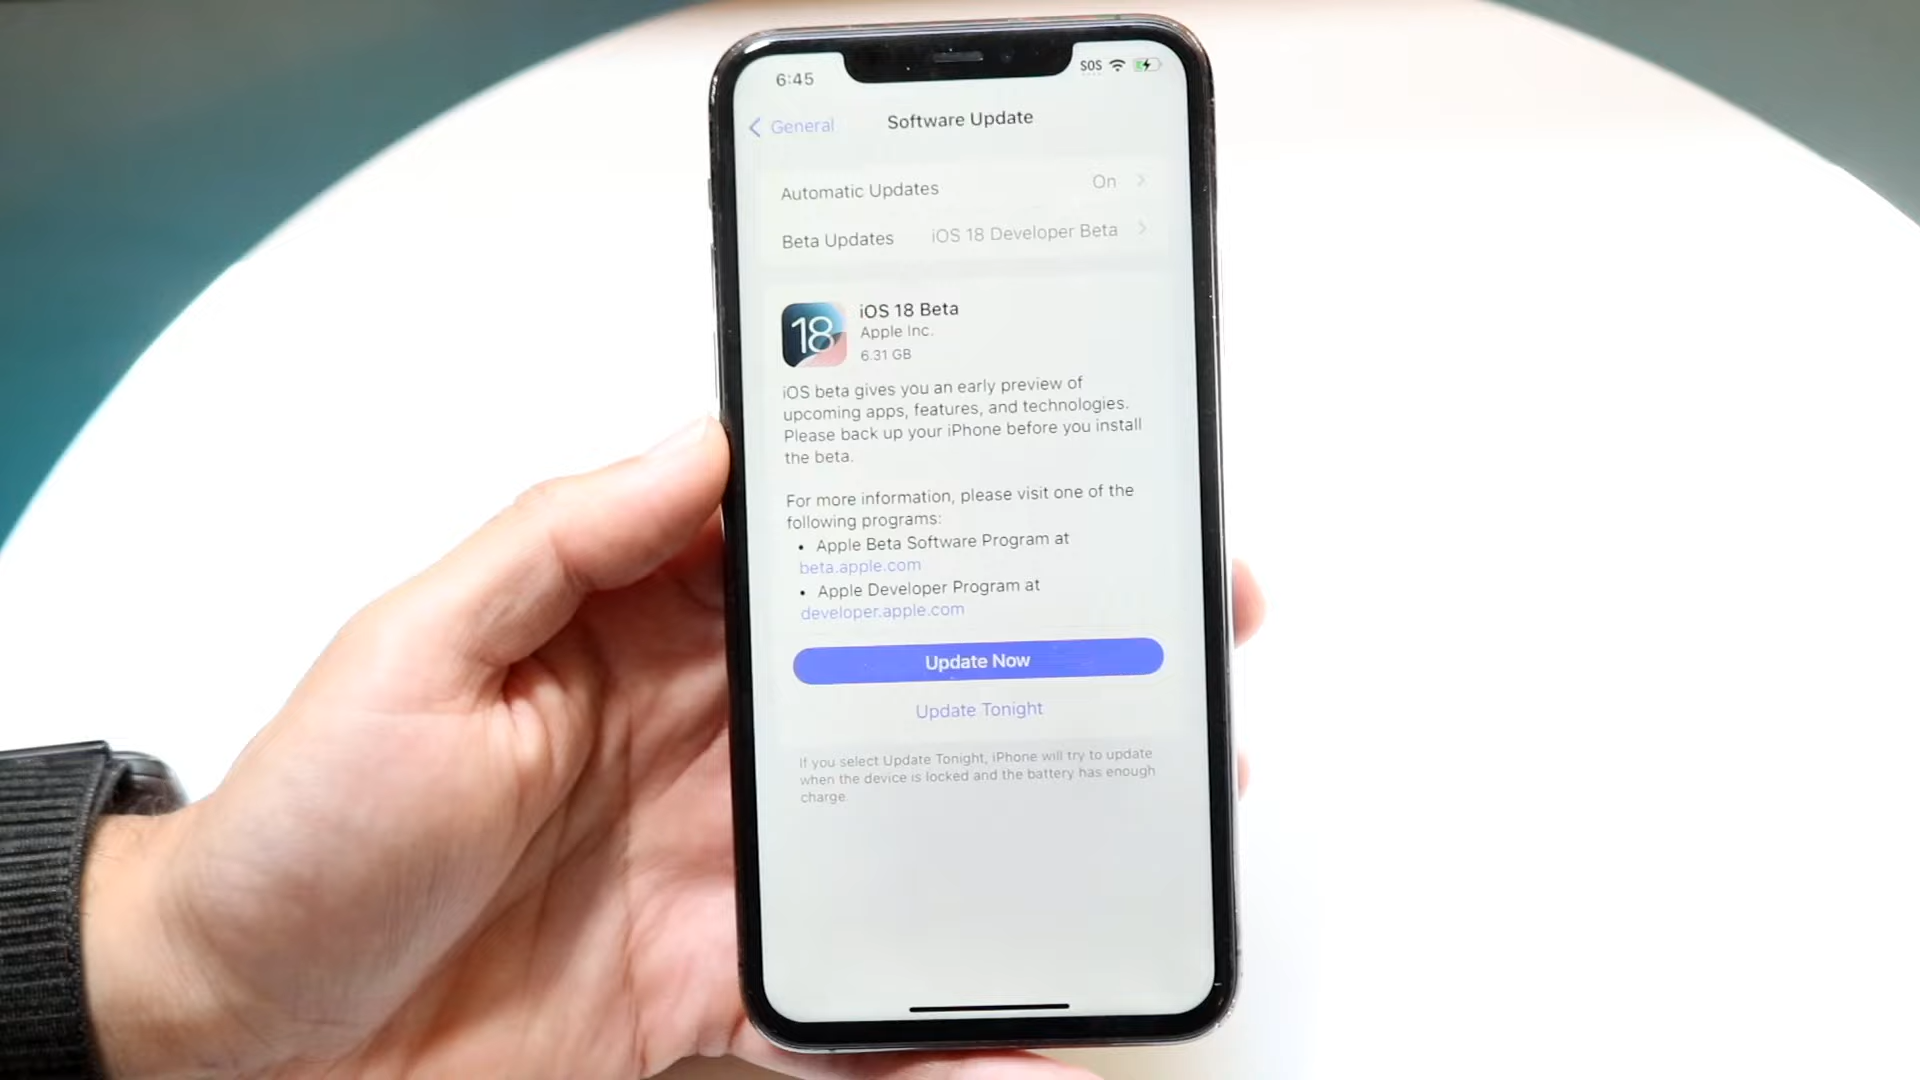 6:45
SOS
General
Software Update
Automatic Updates On
Beta Updates iOS 18 Developer Beta
18
iOS 18 Beta
Apple Inc.
6.31 GB
iOS beta gives you an early preview of
upcoming apps, features, and technologies.
Please back up your iPhone before you install
the beta.
For more information, please visit one of the
following programs:
• Apple Beta Software Program at
beta.apple.com
• Apple Developer Program at
developer.apple.com
Update Now
Update Tonight
If you select Update Tonight, iPhone will try to update
when the device is locked and the battery has enough
charge.